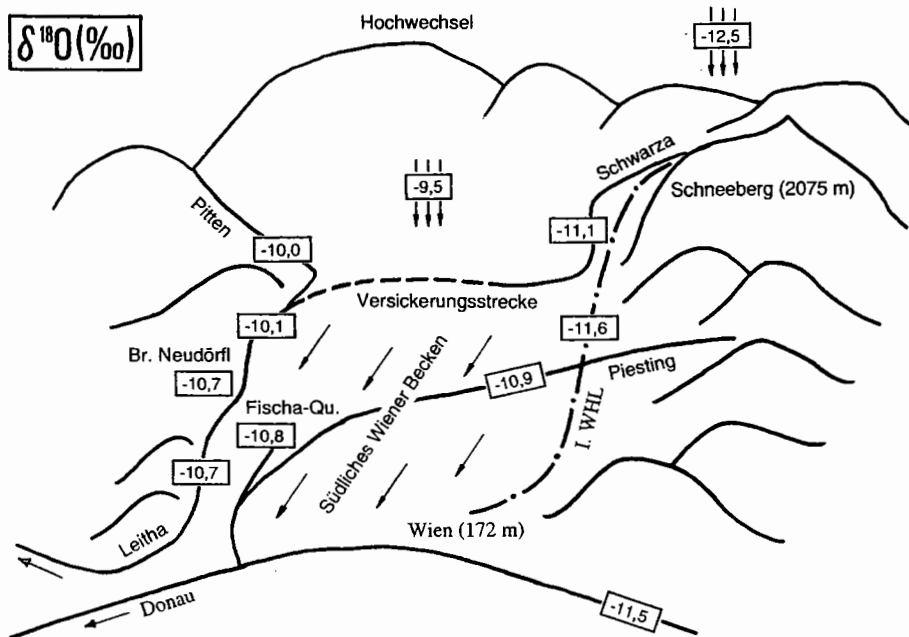 δ¹⁸O(‰)
Hochwechsel
-12,5
Schwarza
Schneeberg (2075 m)
-9,5
Pitten
-11,1
-10,0
Versickerungsstrecke
-10,1
-11,6
Br. Neudörfl
-10,7
-10,9
Piesting
Fischa-Qu.
-10,8
Südliches Wiener Becken
I. WHL
-10,7
Wien (172 m)
Leitha
Donau
-11,5